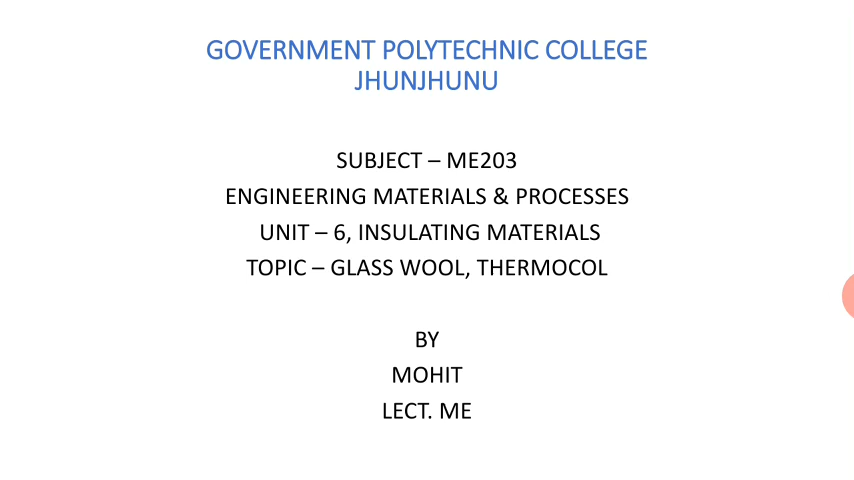 GOVERNMENT POLYTECHNIC COLLEGE
JHUNJHUNU
SUBJECT – ME203
ENGINEERING MATERIALS & PROCESSES
UNIT – 6, INSULATING MATERIALS
TOPIC – GLASS WOOL, THERMOCOL
BY
MOHIT
LECT. ME